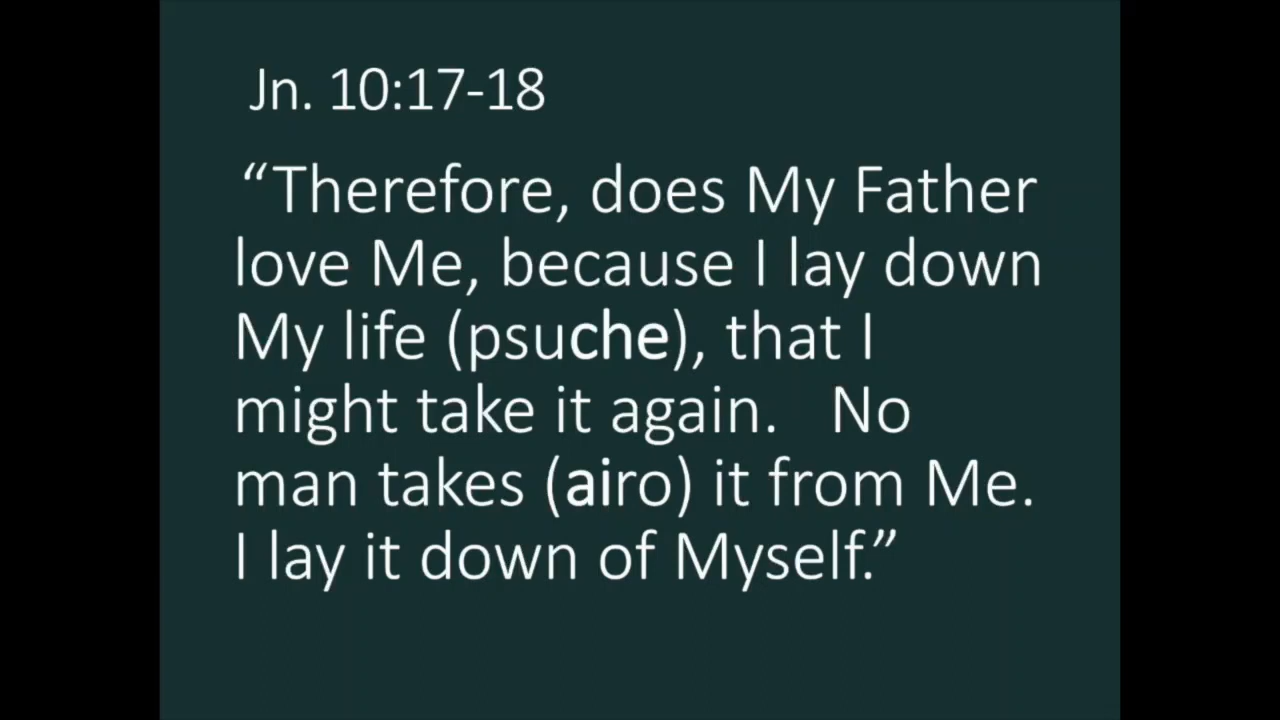 Jn. 10:17-18
“Therefore, does My Father
love Me, because I lay down
My life (psuche), that I
might take it again.   No
man takes (airo) it from Me.
I lay it down of Myself.”